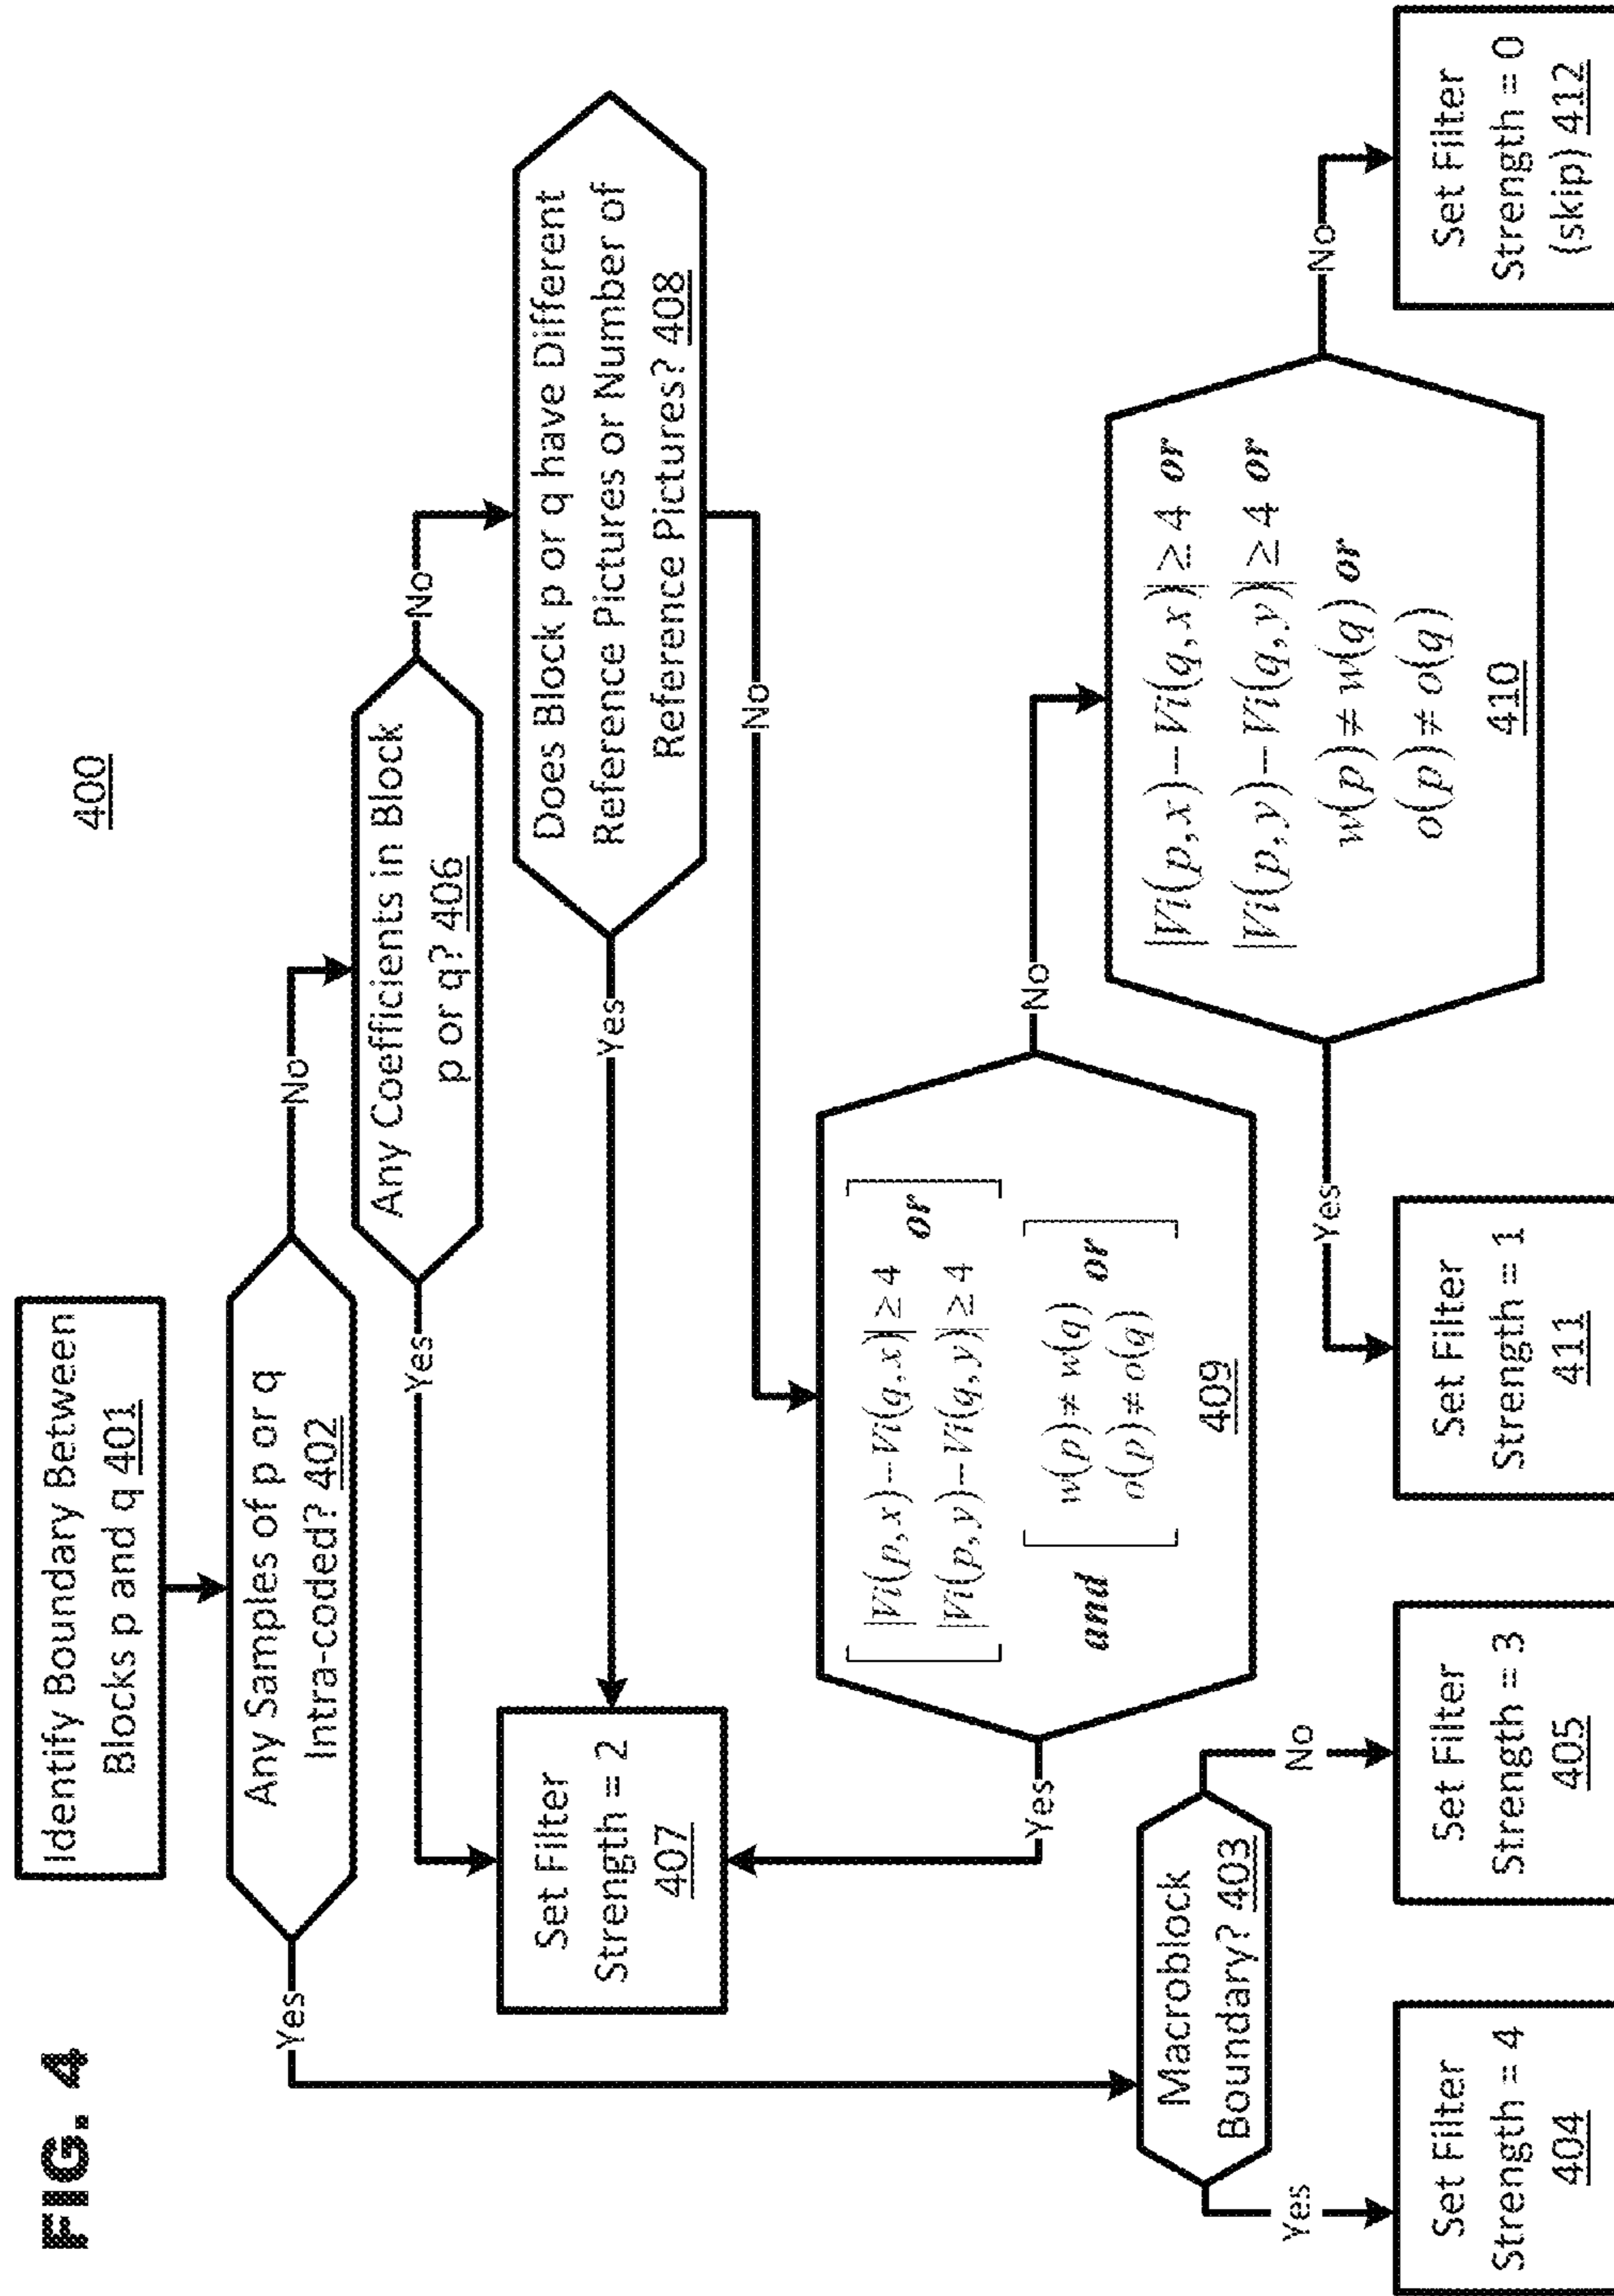 FIG. 4
400
Identify Boundary Between
Blocks p and q 401
Any Samples of p or q
Intra-coded? 402
Yes
No
Any Coefficients in Block
p or q? 406
Yes
No
Does Block p or q have Different
Reference Pictures or Number of
Reference Pictures? 408
Yes
No
Set Filter
Strength = 2
407
|Vi(p,x)−Vi(q,x)| ≥ 4 or
|Vi(p,y)−Vi(q,y)| ≥ 4
and
w(p) ≠ w(q) or
o(p) ≠ o(q)
409
Yes
No
|Vi(p,x)−Vi(q,x)| ≥ 4 or
|Vi(p,y)−Vi(q,y)| ≥ 4 or
w(p) ≠ w(q) or
o(p) ≠ o(q)
410
Yes
No
Macroblock
Boundary? 403
Yes
No
Set Filter
Strength = 4
404
Set Filter
Strength = 3
405
Set Filter
Strength = 1
411
Set Filter
Strength = 0
(skip) 412